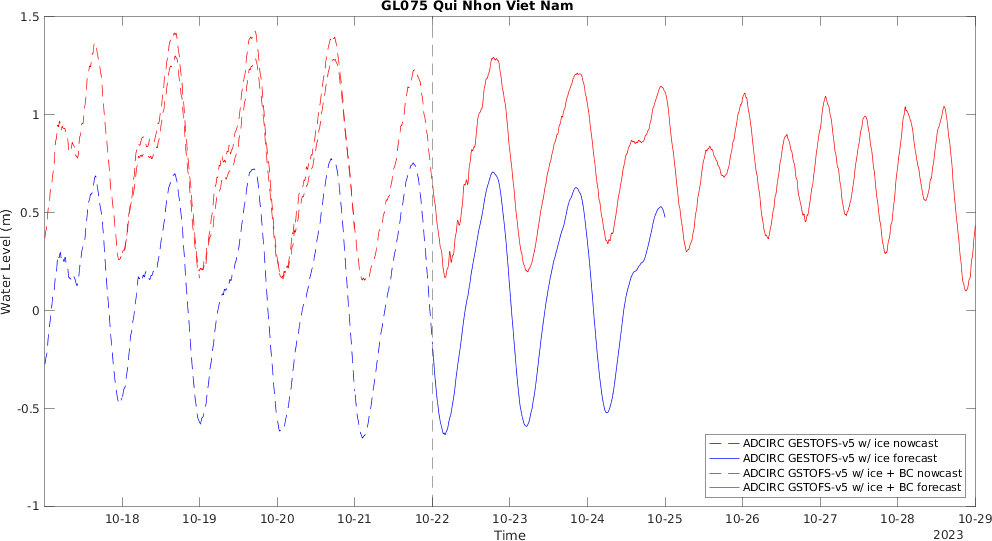 GL075 Qui Nhon Viet Nam
1.5
1
0.5
0
-0.5
-1
Water Level (m)
10-18 10-19 10-20 10-21 10-22 10-23 10-24 10-25 10-26 10-27 10-28 10-29
Time
2023
ADCIRC GESTOFS-v5 w/ ice nowcast
ADCIRC GESTOFS-v5 w/ ice forecast
ADCIRC GSTOFS-v5 w/ ice + BC nowcast
ADCIRC GSTOFS-v5 w/ ice + BC forecast